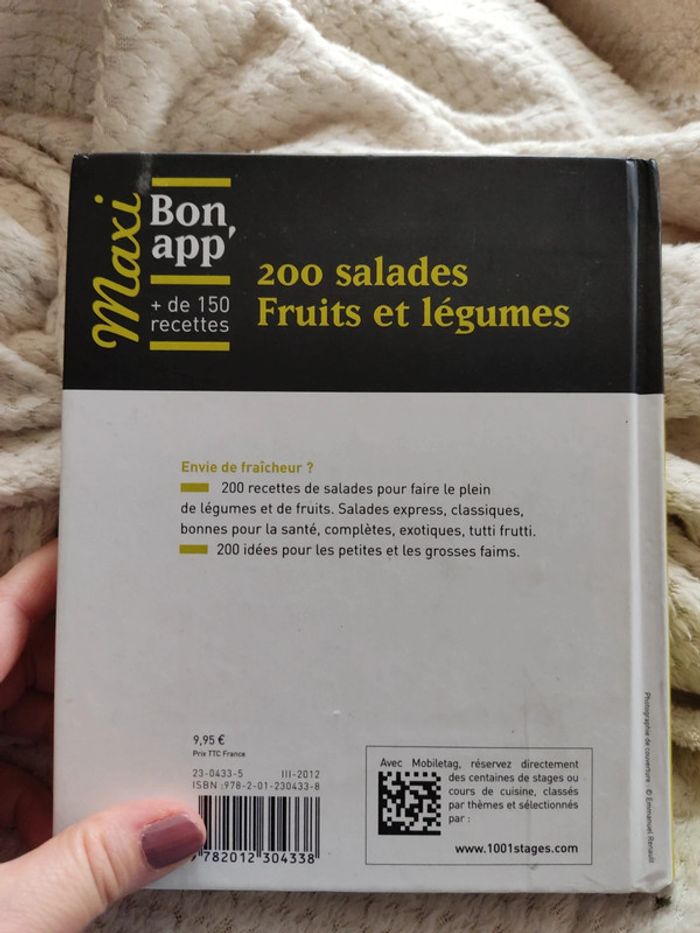 Maxi
Bon
app'
+ de 150
recettes
200 salades
Fruits et légumes
Envie de fraîcheur ?
200 recettes de salades pour faire le plein
de légumes et de fruits. Salades express, classiques,
bonnes pour la santé, complètes, exotiques, tutti frutti.
200 idées pour les petites et les grosses faims.
9,95 €
Prix TTC France
23-0433-5 III-2012
ISBN : 978-2-01-230433-8
9 782012 304338
Avec Mobiletag, réservez directement
des centaines de stages ou
cours de cuisine, classés
par thèmes et sélectionnés
par :
www.1001stages.com
Photographie de couverture : © Emmanuel Renault